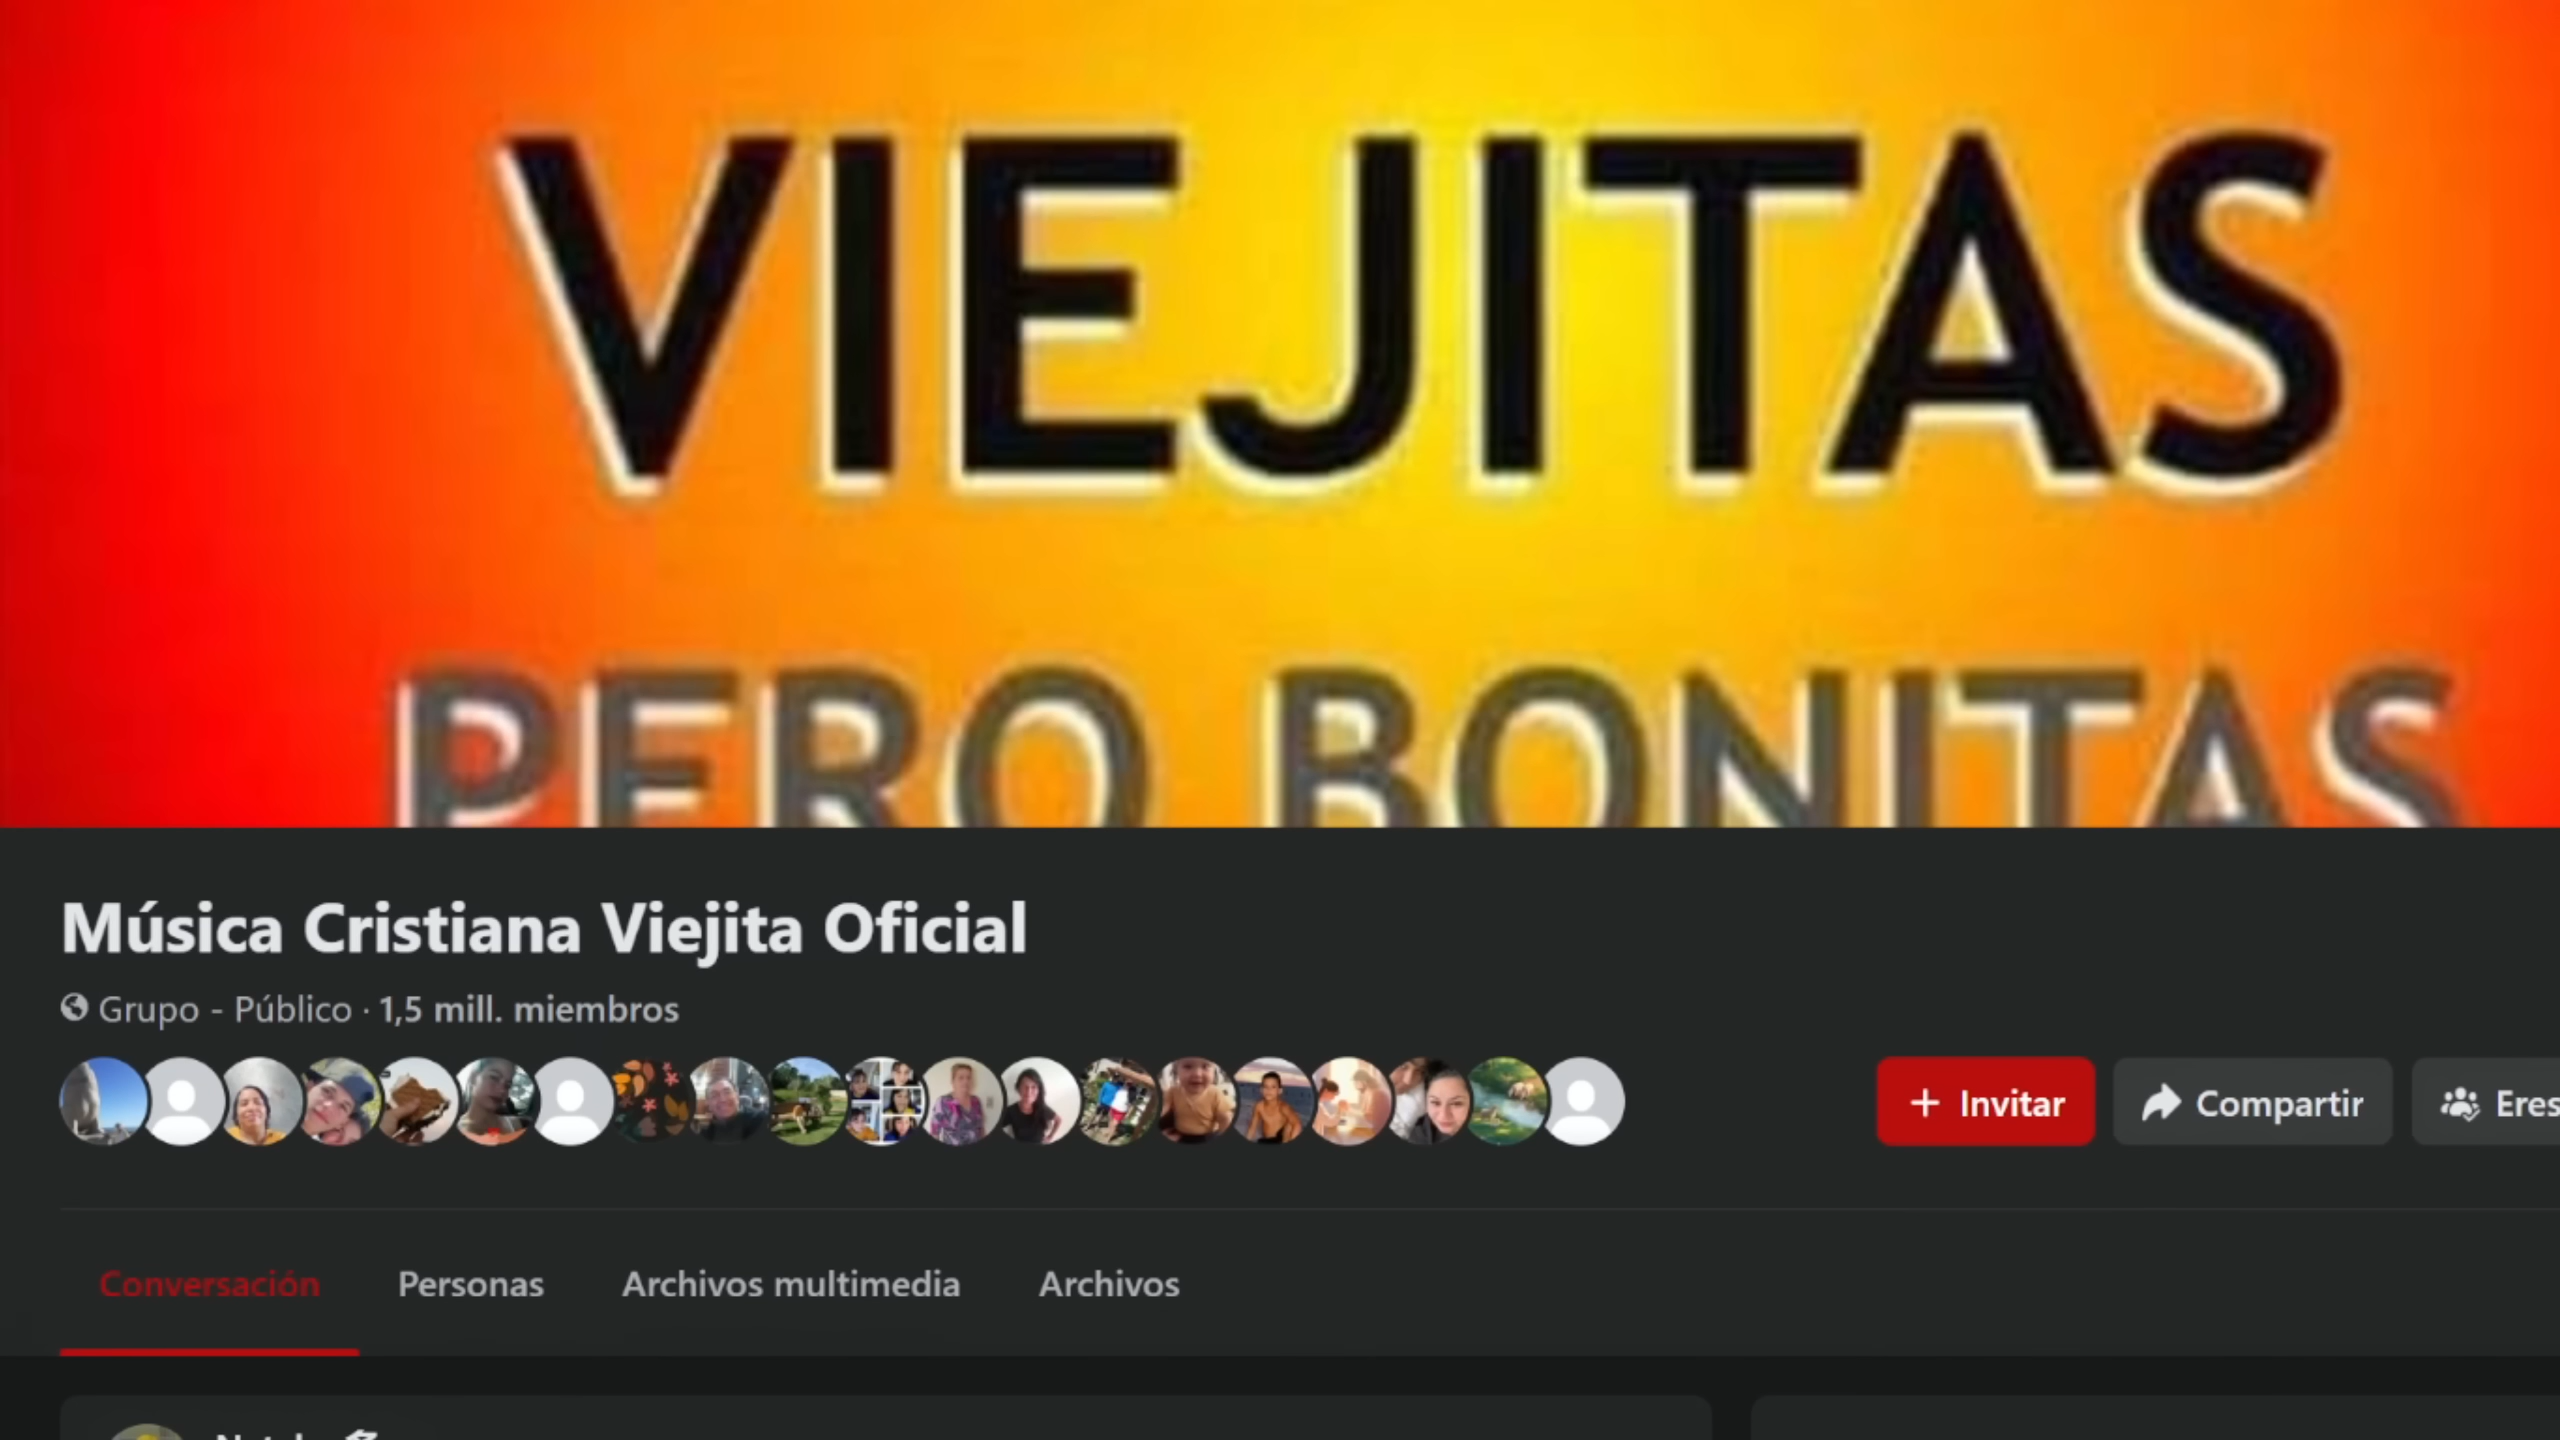 VIEJITAS
PERO BONITAS
Música Cristiana Viejita Oficial
Grupo - Público · 1,5 mill. miembros
+ Invitar
Compartir
Eres
Conversación
Personas
Archivos multimedia
Archivos